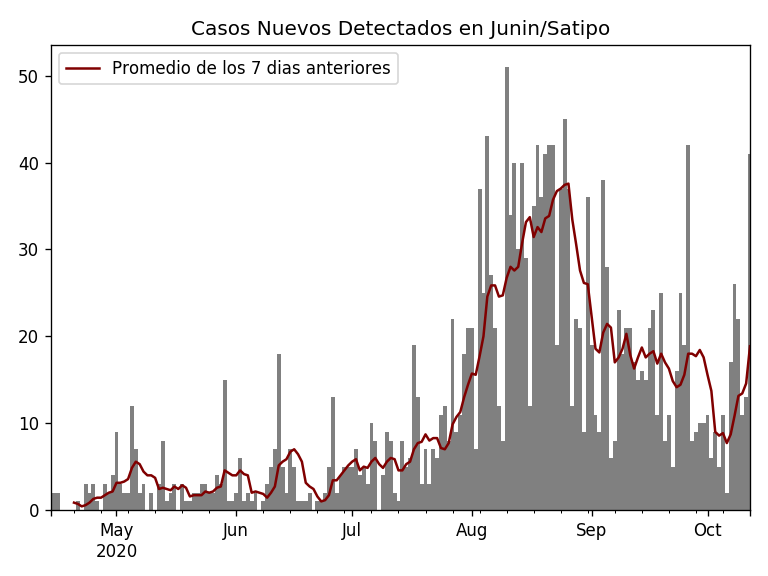 Casos Nuevos Detectados en Junin/Satipo
Promedio de los 7 dias anteriores
50
40
30
20
10
0
May Jun Jul Aug Sep Oct
2020